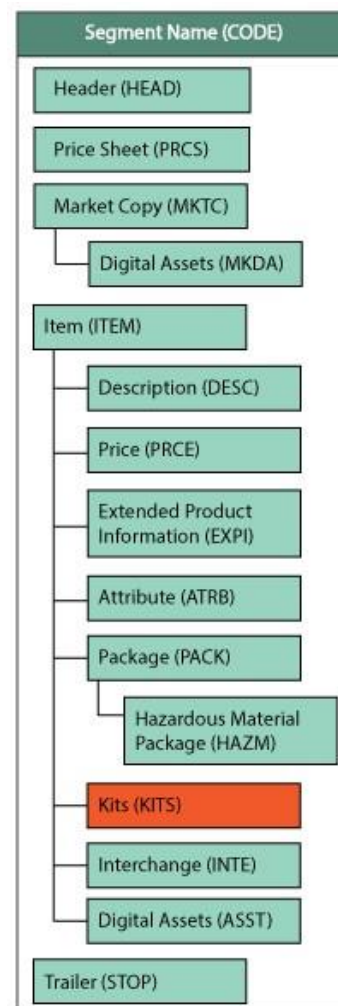 Segment Name (CODE)
Header (HEAD)
Price Sheet (PRCS)
Market Copy (MKTC)
Digital Assets (MKDA)
Item (ITEM)
Description (DESC)
Price (PRCE)
Extended Product
Information (EXPI)
Attribute (ATRB)
Package (PACK)
Hazardous Material
Package (HAZM)
Kits (KITS)
Interchange (INTE)
Digital Assets (ASST)
Trailer (STOP)